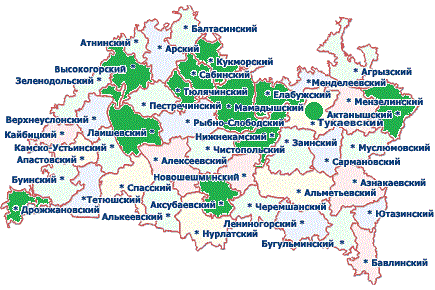 Балтасинский
Атнинский *
* Арский
Высокогорский *
* Кукморский
Зеленодольский *
* Сабинский
* Агрызский
* Тюлячинский
* Менделеевский
* Елабужский
* Мензелинский
* Пестречинский
* Мамадышский
Актанышский *
Верхнеуслонский *
* Рыбно-Слободский
* Тукаевский
Кайбицкий *
Лаишевский *
Нижнекамский *
* Заинский
Камско-Устьинский *
* Чистопольский
* Муслюмовский
Апастовский *
* Алексеевский
* Сармановский
Буинский *
* Спасский
Новошешминский *
* Азнакаевский
* Тетюшский
* Альметьевский
* Дрожжановский
Аксубаевский *
* Черемшанский
* Ютазинский
Алькеевский *
Лениногорский *
* Нурлатский
Бугульминский *
* Бавлинский